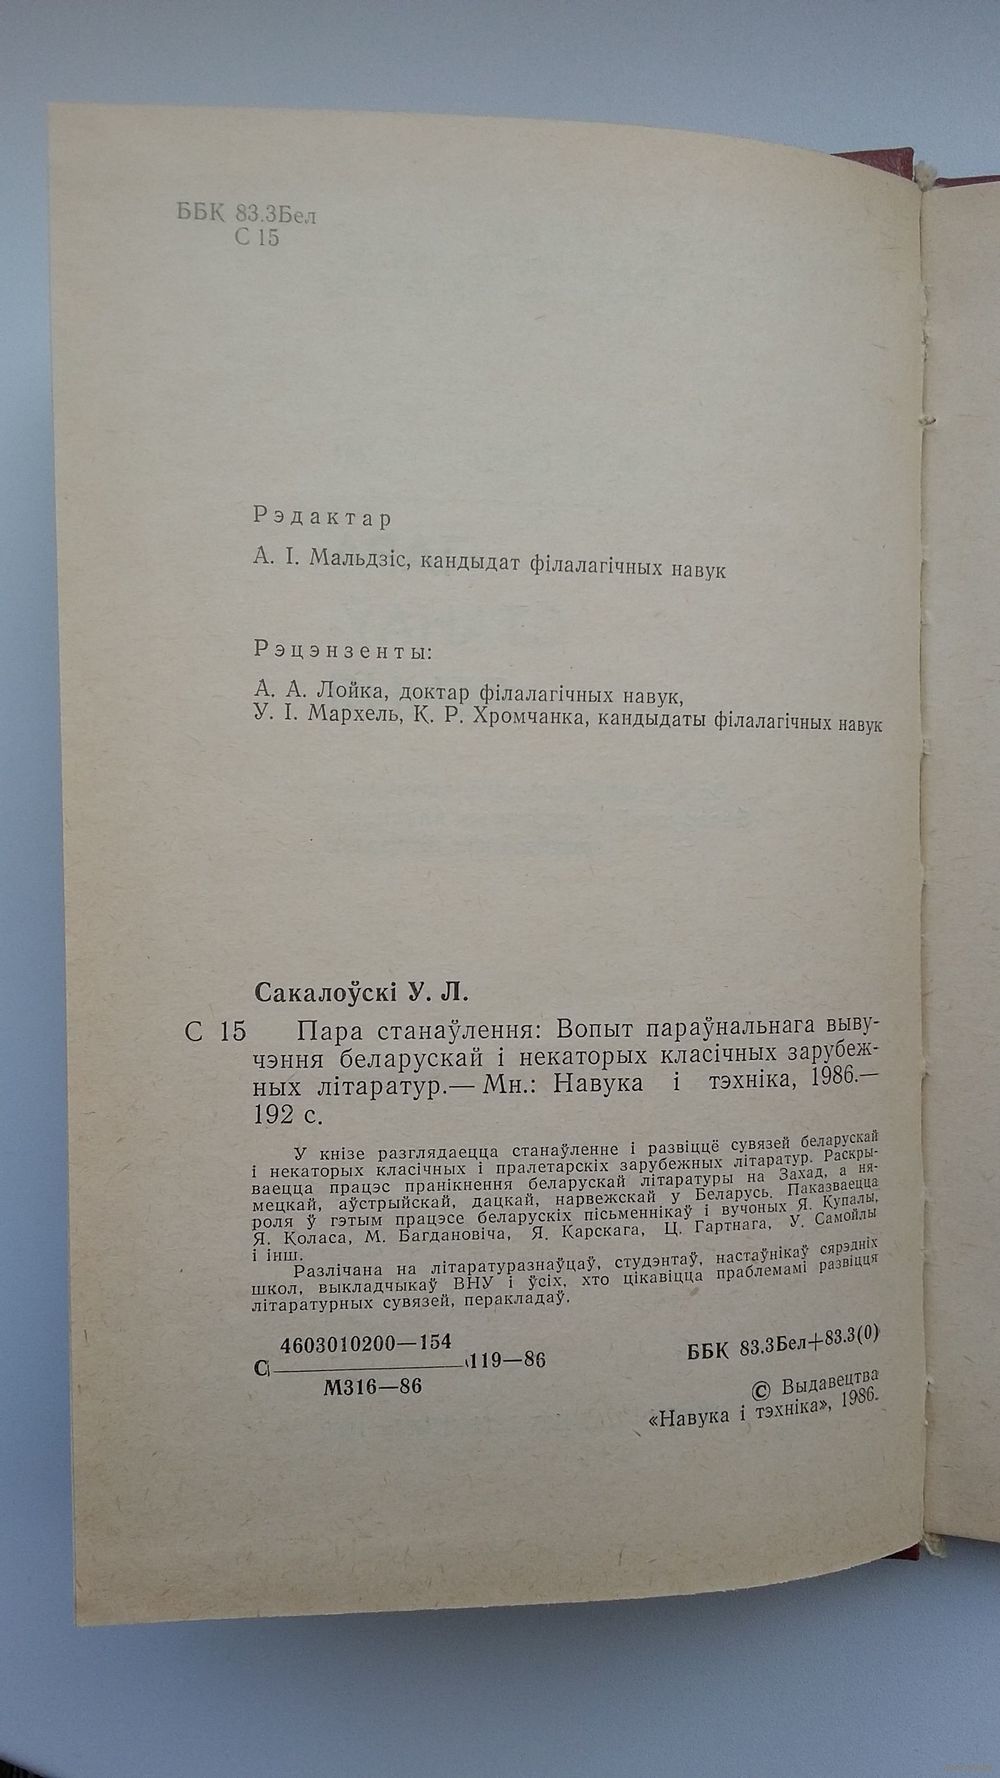 ББК 83.3Бел
С 15
Рэдактар
А. І. Мальдзіс, кандыдат філалагічных навук
Рэцэнзенты:
А. А. Лойка, доктар філалагічных навук,
У. І. Мархель, К. Р. Хромчанка, кандыдаты філалагічных навук
Сакалоўскі У. Л.
С 15 Пара станаўлення: Вопыт параўнальнага выву-
чэння беларускай і некаторых класічных зарубеж-
ных літаратур.— Мн.: Навука і тэхніка, 1986.—
192 с.
У кнізе разглядаецца станаўленне і развіццё сувязей беларускай
і некаторых класічных і пралетарскіх зарубежных літаратур. Раскры-
ваецца працэс пранікнення беларускай літаратуры на Захад, а ня-
мецкай, аўстрыйскай, дацкай, нарвежскай у Беларусь. Паказваецца
роля ў гэтым працэсе беларускіх пісьменнікаў і вучоных Я. Купалы,
Я. Коласа, М. Багдановіча, Я. Карскага, Ц. Гартнага, У. Самойлы
і інш.
Разлічана на літаратуразнаўцаў, студэнтаў, настаўнікаў сярэдніх
школ, выкладчыкаў ВНУ і ўсіх, хто цікавіцца праблемамі развіцця
літаратурных сувязей, перакладаў.
4603010200—154
С 119—86
М316—86
ББК 83.3Бел+83.3(0)
© Выдавецтва
«Навука і тэхніка», 1986.